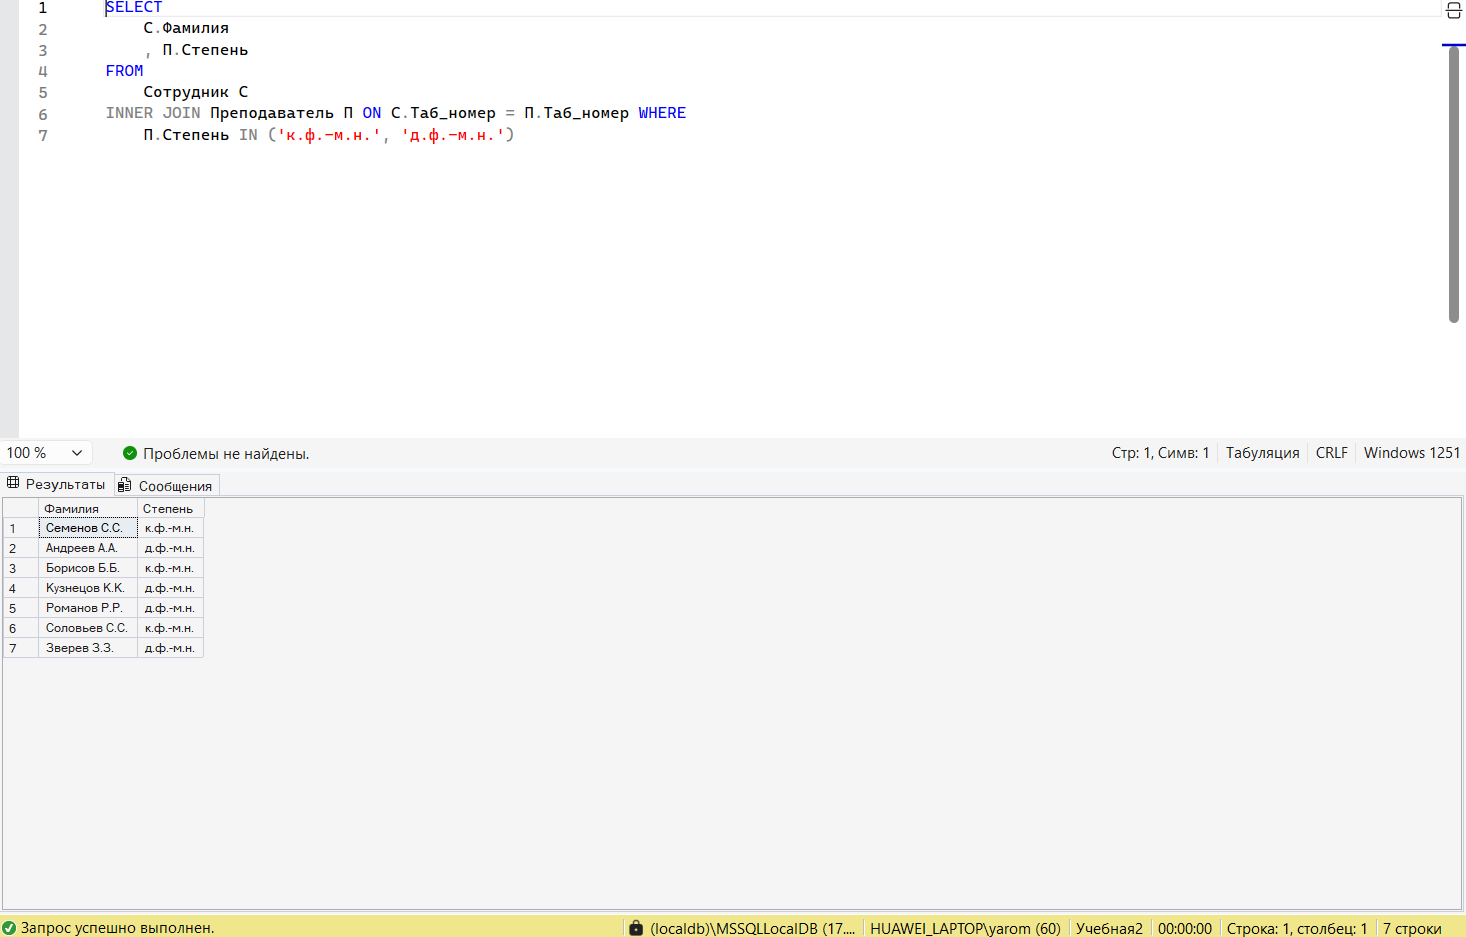 1 SELECT
2 С.Фамилия
3 , П.Степень
4 FROM
5 Сотрудник С
6 INNER JOIN Преподаватель П ON С.Таб_номер = П.Таб_номер WHERE
7 П.Степень IN ('к.ф.-м.н.', 'д.ф.-м.н.')
100 % Проблемы не найдены. Стр: 1, Симв: 1 Табуляция CRLF Windows 1251
Результаты Сообщения
Фамилия Степень
1 Семенов С.С. к.ф.-м.н.
2 Андреев А.А. д.ф.-м.н.
3 Борисов Б.Б. к.ф.-м.н.
4 Кузнецов К.К. д.ф.-м.н.
5 Романов Р.Р. д.ф.-м.н.
6 Соловьев С.С. к.ф.-м.н.
7 Зверев З.З. д.ф.-м.н.
Запрос успешно выполнен. (localdb)\MSSQLLocalDB (17.... HUAWEI_LAPTOP\yarom (60) Учебная2 00:00:00 Строка: 1, столбец: 1 7 строки